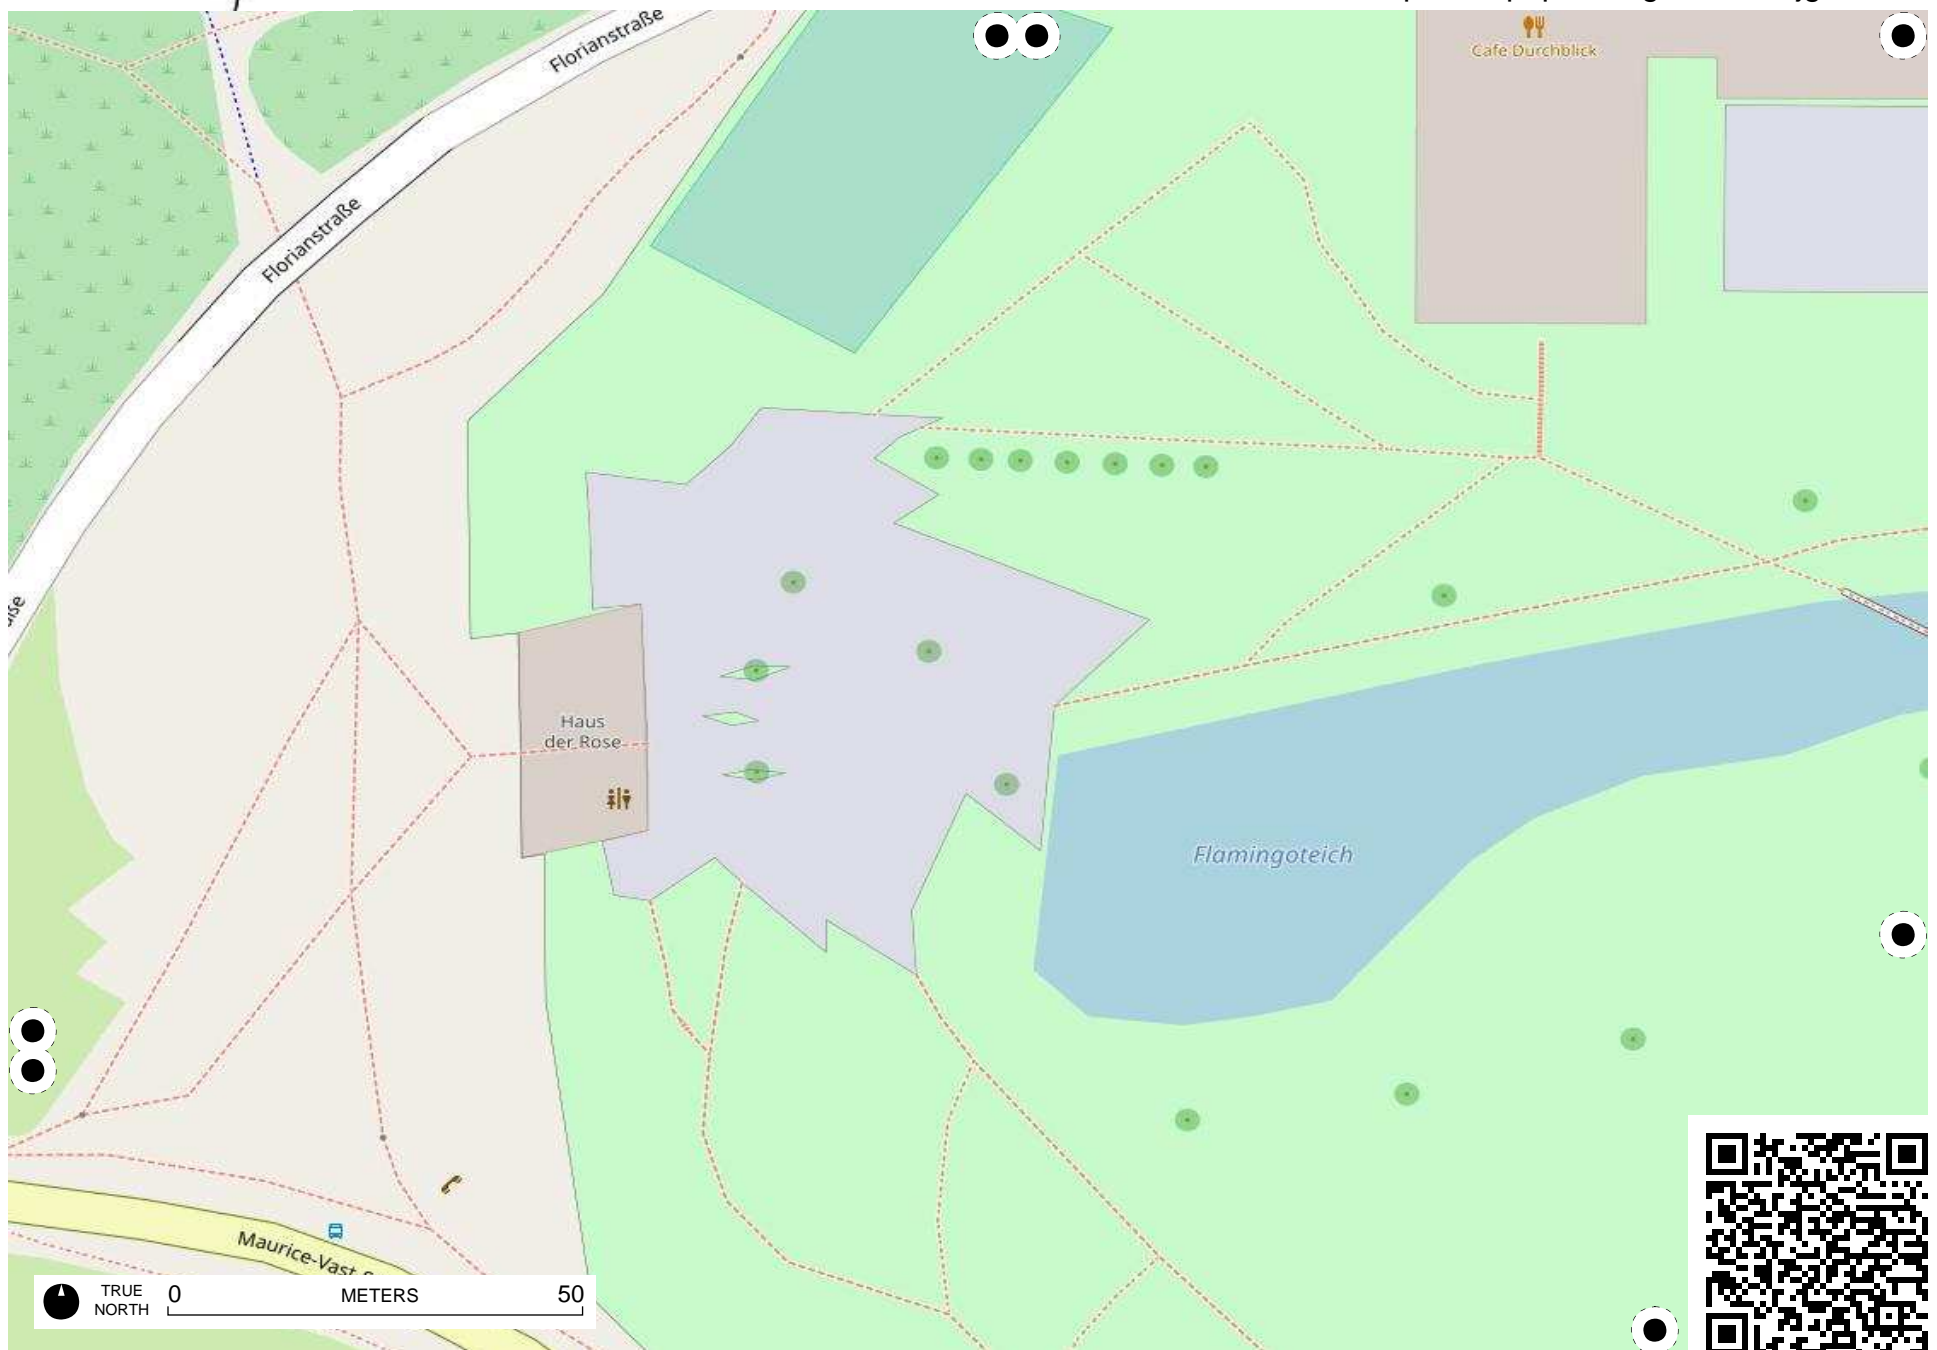 Florianstraße
Cafe Durchblick
Florianstraße
Haus
der Rose
Flamingoteich
Maurice-Vast-
TRUE
NORTH
0
METERS
50